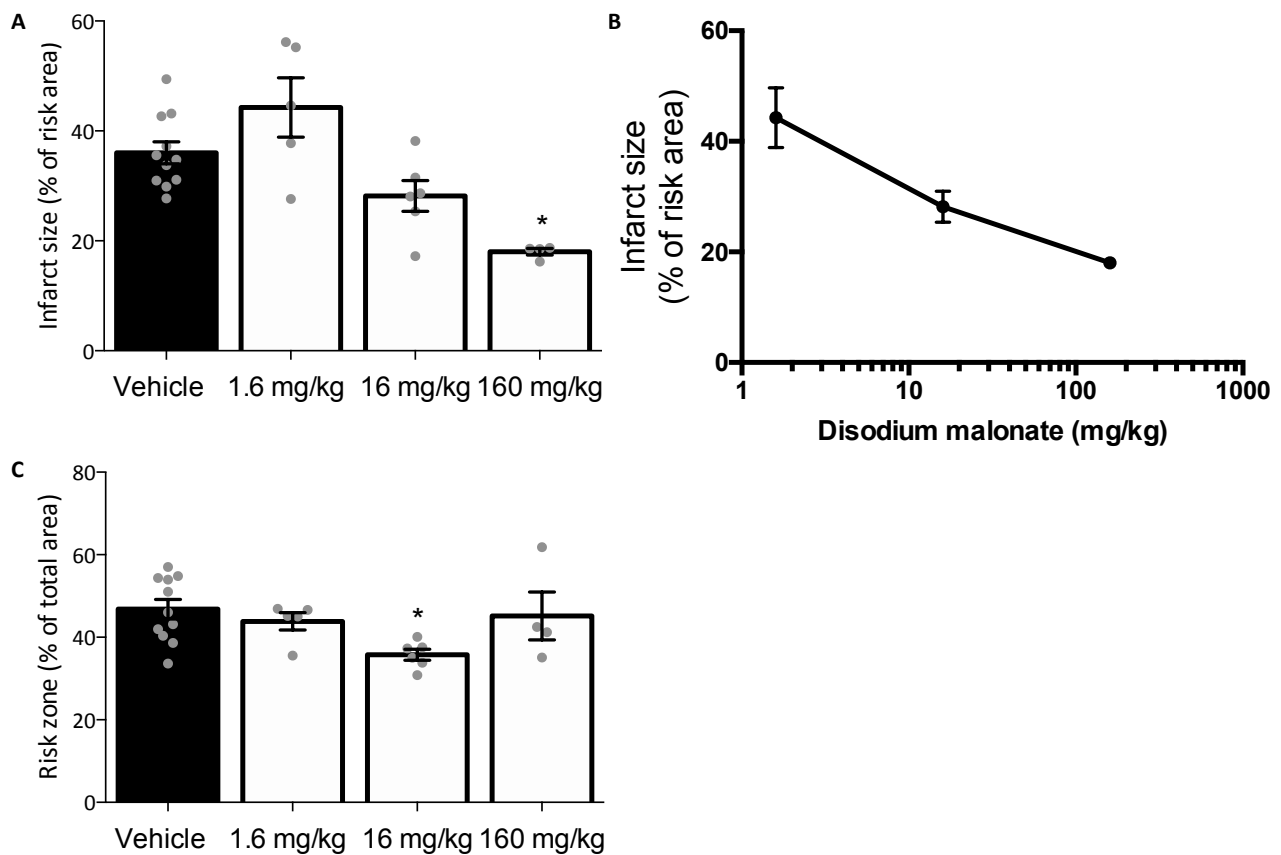 A
Infarct size (% of risk area)
60
40
20
0
*
Vehicle
1.6 mg/kg
16 mg/kg
160 mg/kg
B
Infarct size
(% of risk area)
60
40
20
0
1
10
100
1000
Disodium malonate (mg/kg)
C
Risk zone (% of total area)
80
60
40
20
0
*
Vehicle
1.6 mg/kg
16 mg/kg
160 mg/kg